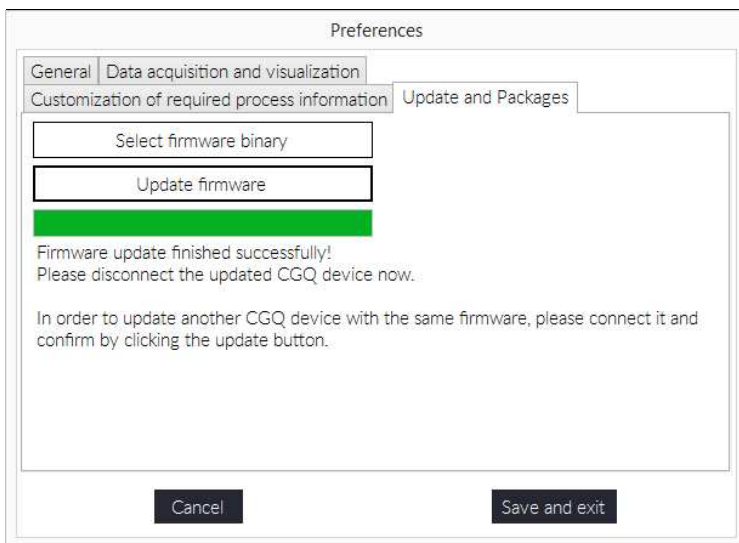 Preferences
General Data acquisition and visualization
Customization of required process information Update and Packages
Select firmware binary
Update firmware
Firmware update finished successfully!
Please disconnect the updated CGQ device now.
In order to update another CGQ device with the same firmware, please connect it and
confirm by clicking the update button.
Cancel Save and exit